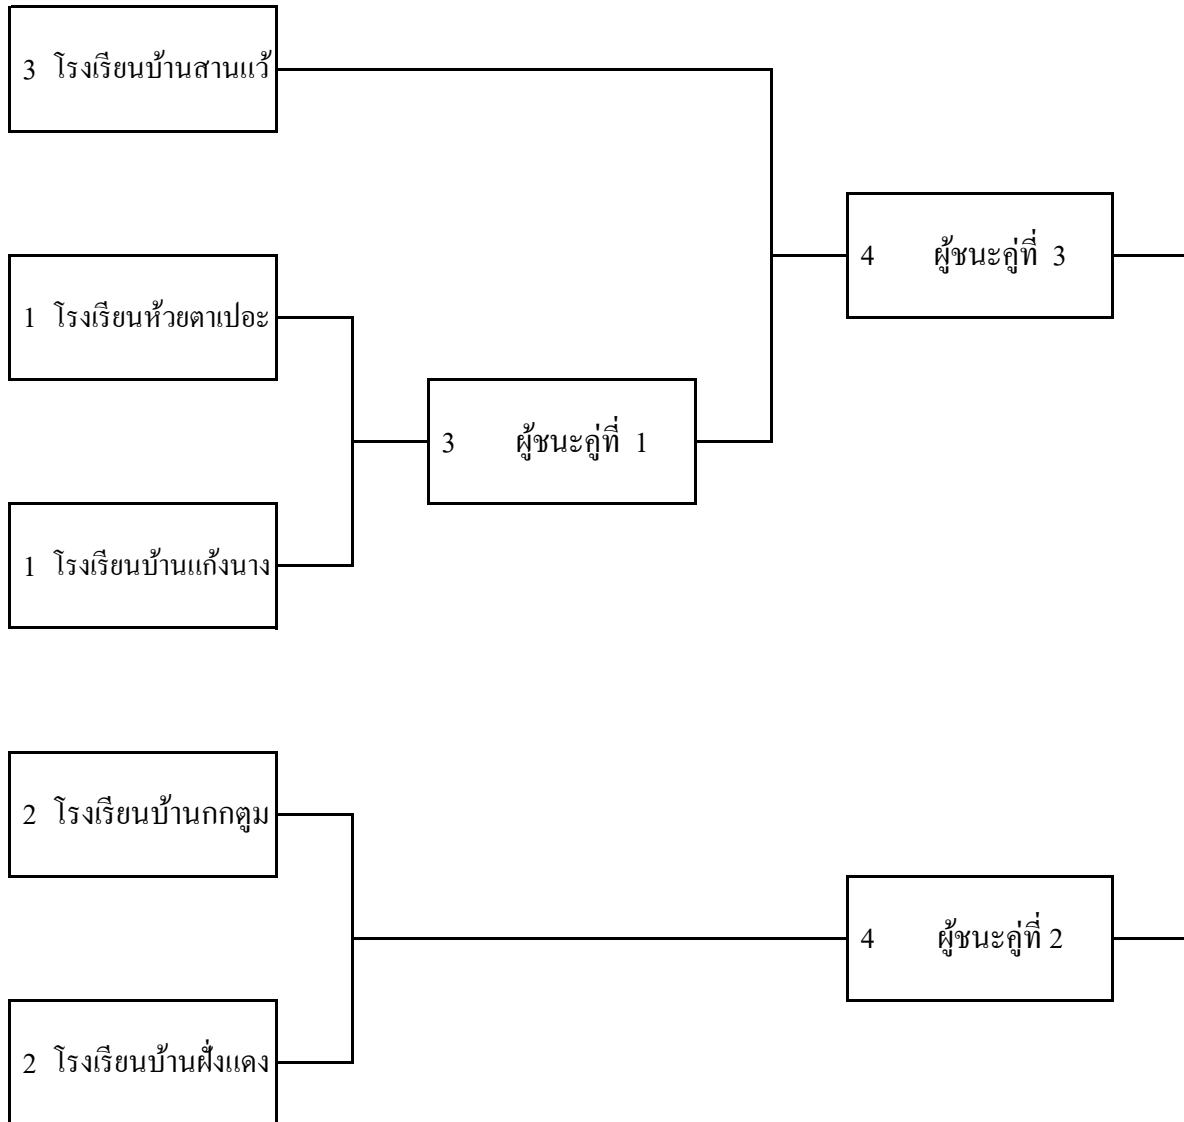 3 โรงเรียนบ้านสานแว้
4 ผู้ชนะคู่ที่ 3
1 โรงเรียนห้วยตาเปอะ
3 ผู้ชนะคู่ที่ 1
1 โรงเรียนบ้านแก้งนาง
2 โรงเรียนบ้านกกตูม
4 ผู้ชนะคู่ที่ 2
2 โรงเรียนบ้านฝั่งแดง